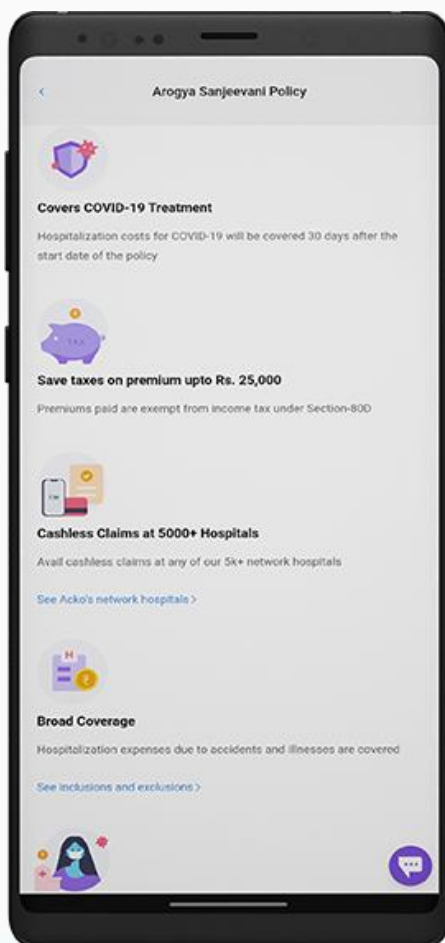 Arogya Sanjeevani Policy
Covers COVID-19 Treatment
Hospitalization costs for COVID-19 will be covered 30 days after the
start date of the policy
TAX
Save taxes on premium upto Rs. 25,000
Premiums paid are exempt from income tax under Section-80D
Cashless Claims at 5000+ Hospitals
Avail cashless claims at any of our 5k+ network hospitals
See Acko's network hospitals >
H
₹
Broad Coverage
Hospitalization expenses due to accidents and illnesses are covered
See inclusions and exclusions >